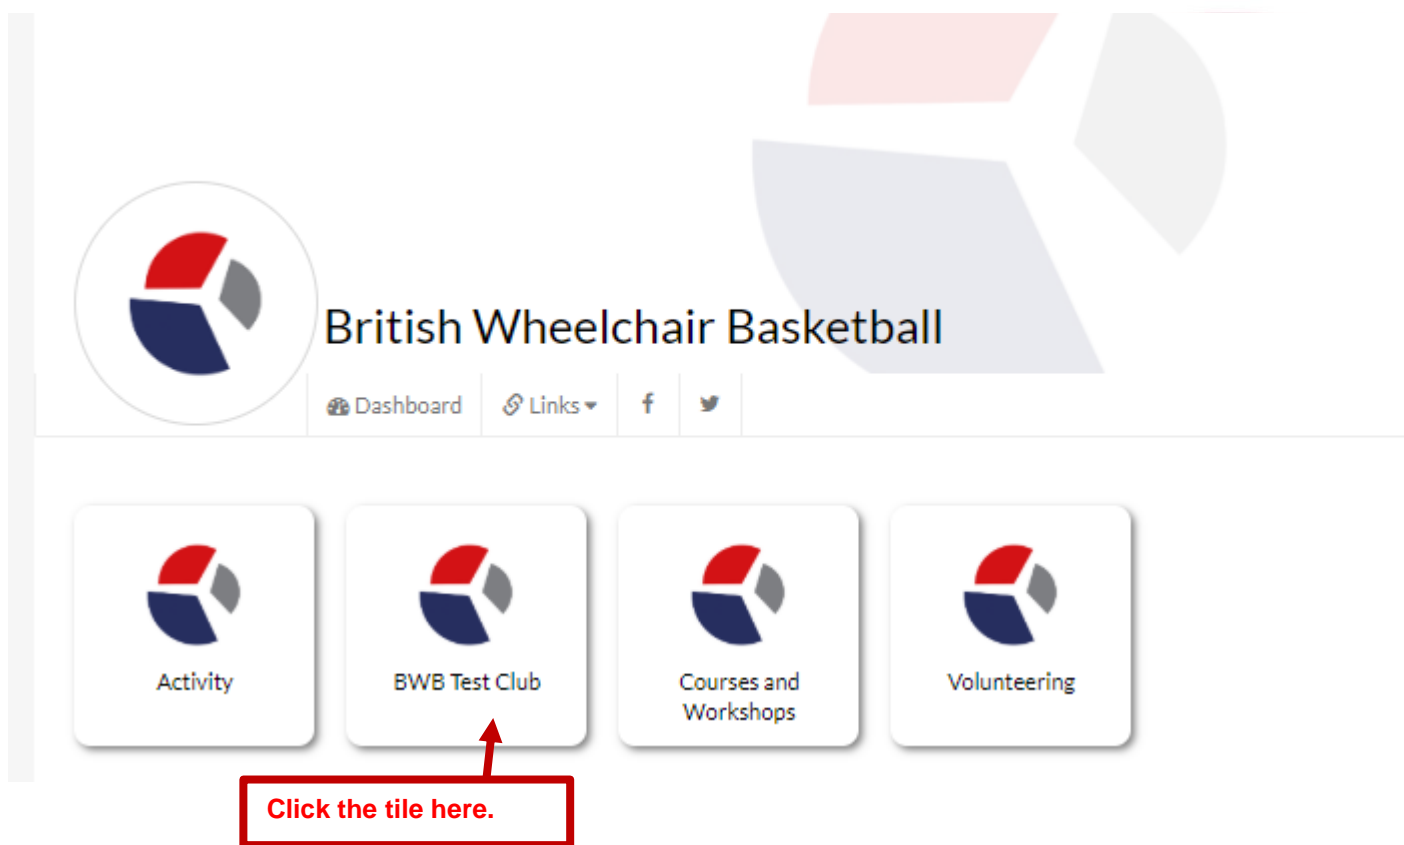 British Wheelchair Basketball
Dashboard
Links
Activity
BWB Test Club
Courses and
Workshops
Volunteering
Click the tile here.